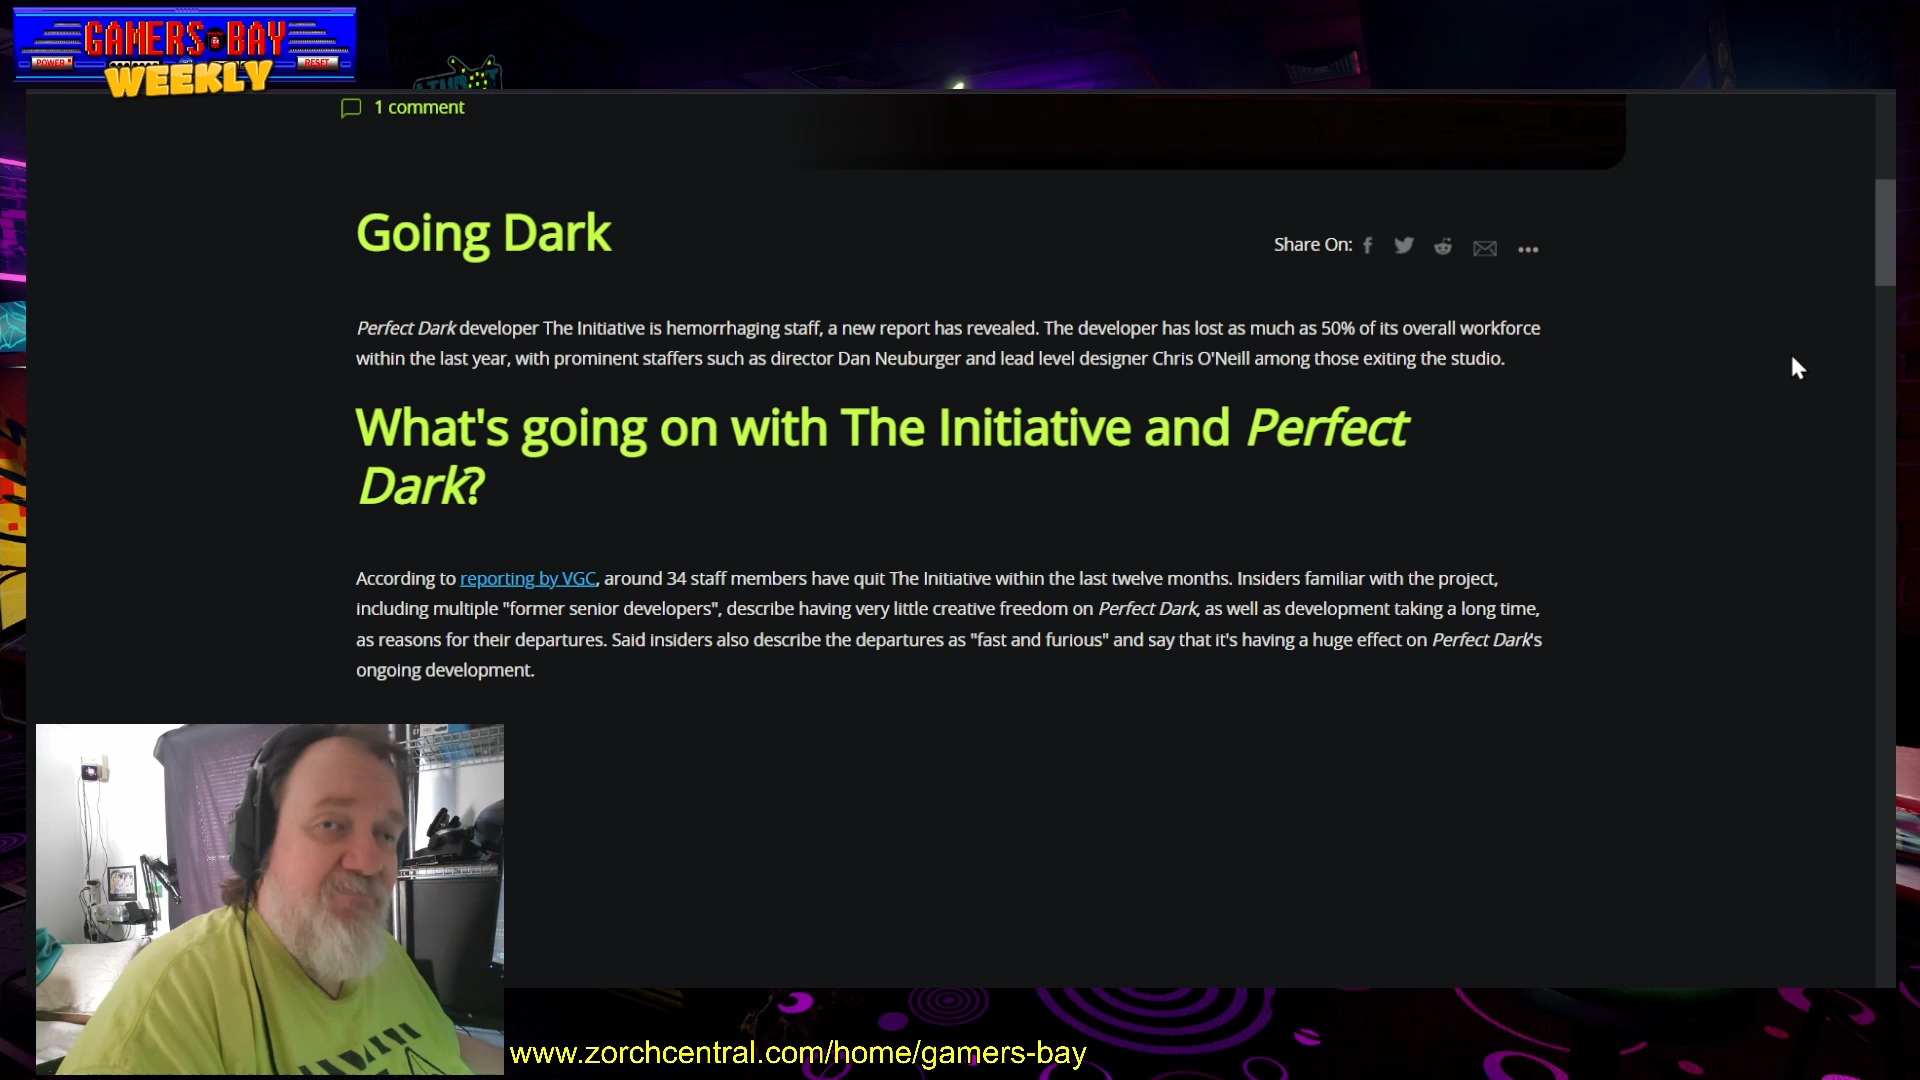 GAMERS BAY
POWER
RESET
WEEKLY
1 comment
Going Dark
Share On:
Perfect Dark developer The Initiative is hemorrhaging staff, a new report has revealed. The developer has lost as much as 50% of its overall workforce
within the last year, with prominent staffers such as director Dan Neuburger and lead level designer Chris O'Neill among those exiting the studio.
What's going on with The Initiative and Perfect
Dark?
According to reporting by VGC, around 34 staff members have quit The Initiative within the last twelve months. Insiders familiar with the project,
including multiple "former senior developers", describe having very little creative freedom on Perfect Dark, as well as development taking a long time,
as reasons for their departures. Said insiders also describe the departures as "fast and furious" and say that it's having a huge effect on Perfect Dark's
ongoing development.
www.zorchcentral.com/home/gamers-bay